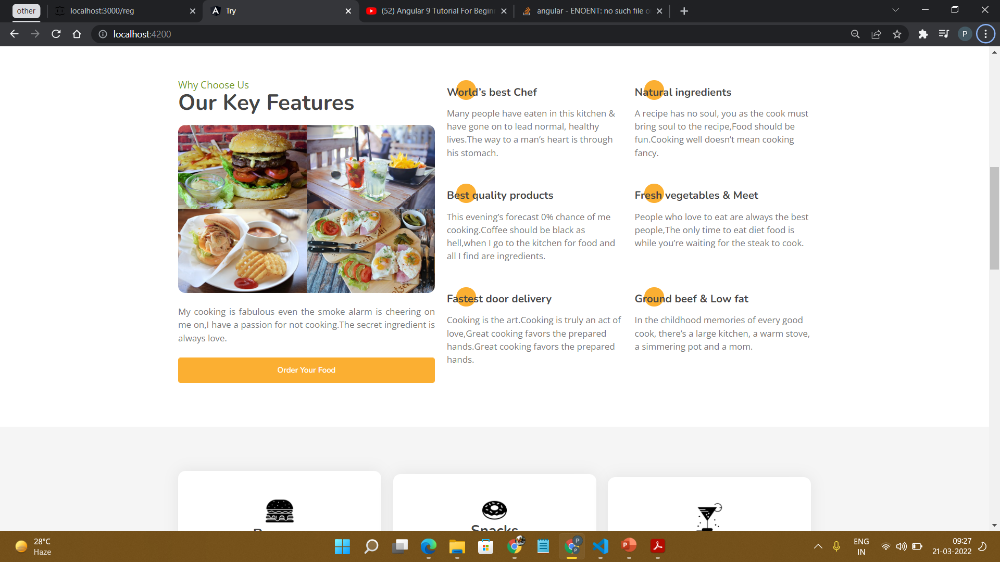 other
localhost:3000/reg
Try
(52) Angular 9 Tutorial For Begin
angular - ENOENT: no such file o
localhost:4200
P
Why Choose Us
Our Key Features
My cooking is fabulous even the smoke alarm is cheering on
me on,I have a passion for not cooking.The secret ingredient is
always love.
Order Your Food
World’s best Chef
Many people have eaten in this kitchen &
have gone on to lead normal, healthy
lives.The way to a man’s heart is through
his stomach.
Natural ingredients
A recipe has no soul, you as the cook must
bring soul to the recipe,Food should be
fun.Cooking well doesn’t mean cooking
fancy.
Best quality products
This evening’s forecast 0% chance of me
cooking.Coffee should be black as
hell,when I go to the kitchen for food and
all I find are ingredients.
Fresh vegetables & Meet
People who love to eat are always the best
people,The only time to eat diet food is
while you’re waiting for the steak to cook.
Fastest door delivery
Cooking is the art.Cooking is truly an act of
love,Great cooking favors the prepared
hands.Great cooking favors the prepared
hands.
Ground beef & Low fat
In the childhood memories of every good
cook, there’s a large kitchen, a warm stove,
a simmering pot and a mom.
Snacks
28°C
Haze
ENG
IN
09:27
21-03-2022